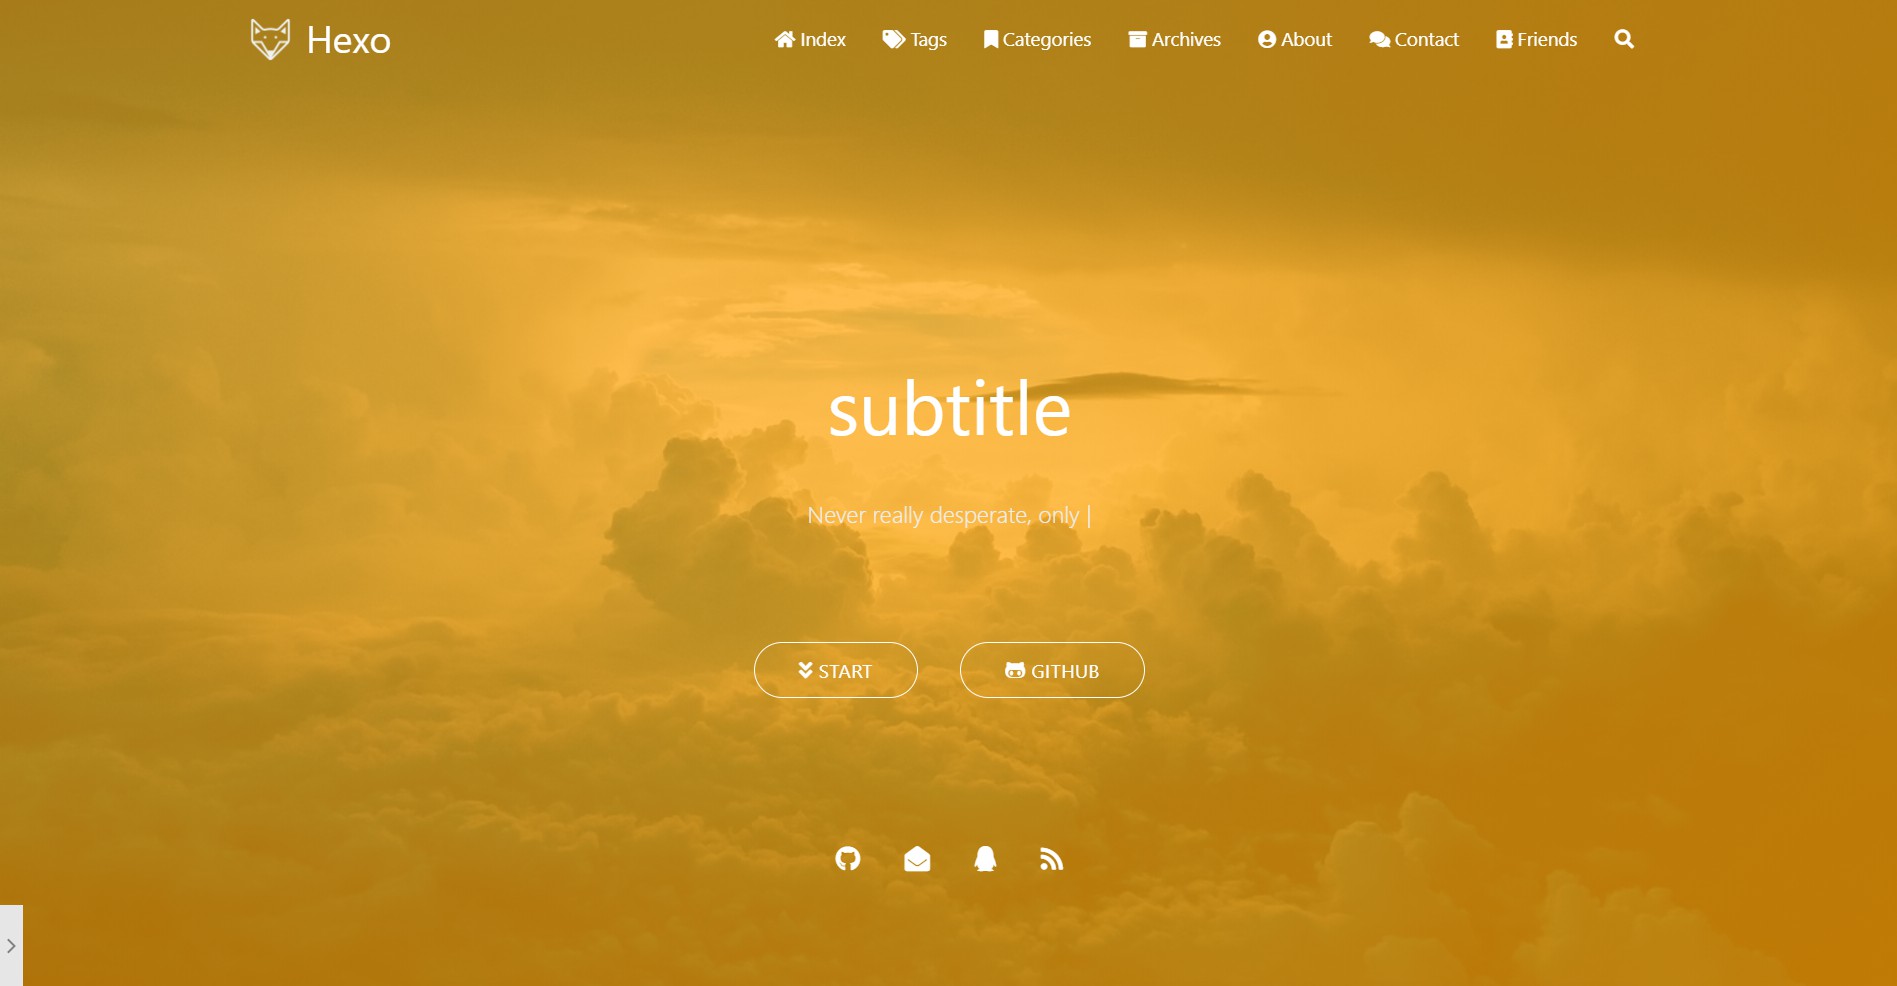 Hexo
Index Tags Categories Archives About Contact Friends
subtitle
Never really desperate, only |
START GITHUB